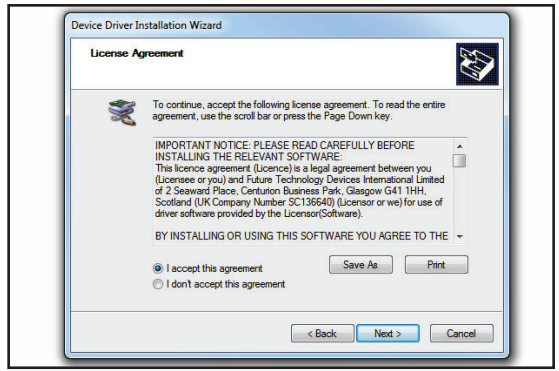 Device Driver Installation Wizard
License Agreement
To continue, accept the following license agreement. To read the entire
agreement, use the scroll bar or press the Page Down key.
IMPORTANT NOTICE: PLEASE READ CAREFULLY BEFORE
INSTALLING THE RELEVANT SOFTWARE:
This licence agreement (Licence) is a legal agreement between you
(Licensee or you) and Future Technology Devices International Limited
of 2 Seaward Place, Centurion Business Park, Glasgow G41 1HH,
Scotland (UK Company Number SC136640) (Licensor or we) for use of
driver software provided by the Licensor(Software).
BY INSTALLING OR USING THIS SOFTWARE YOU AGREE TO THE
I accept this agreement
Save As
Print
I don't accept this agreement
< Back
Next >
Cancel